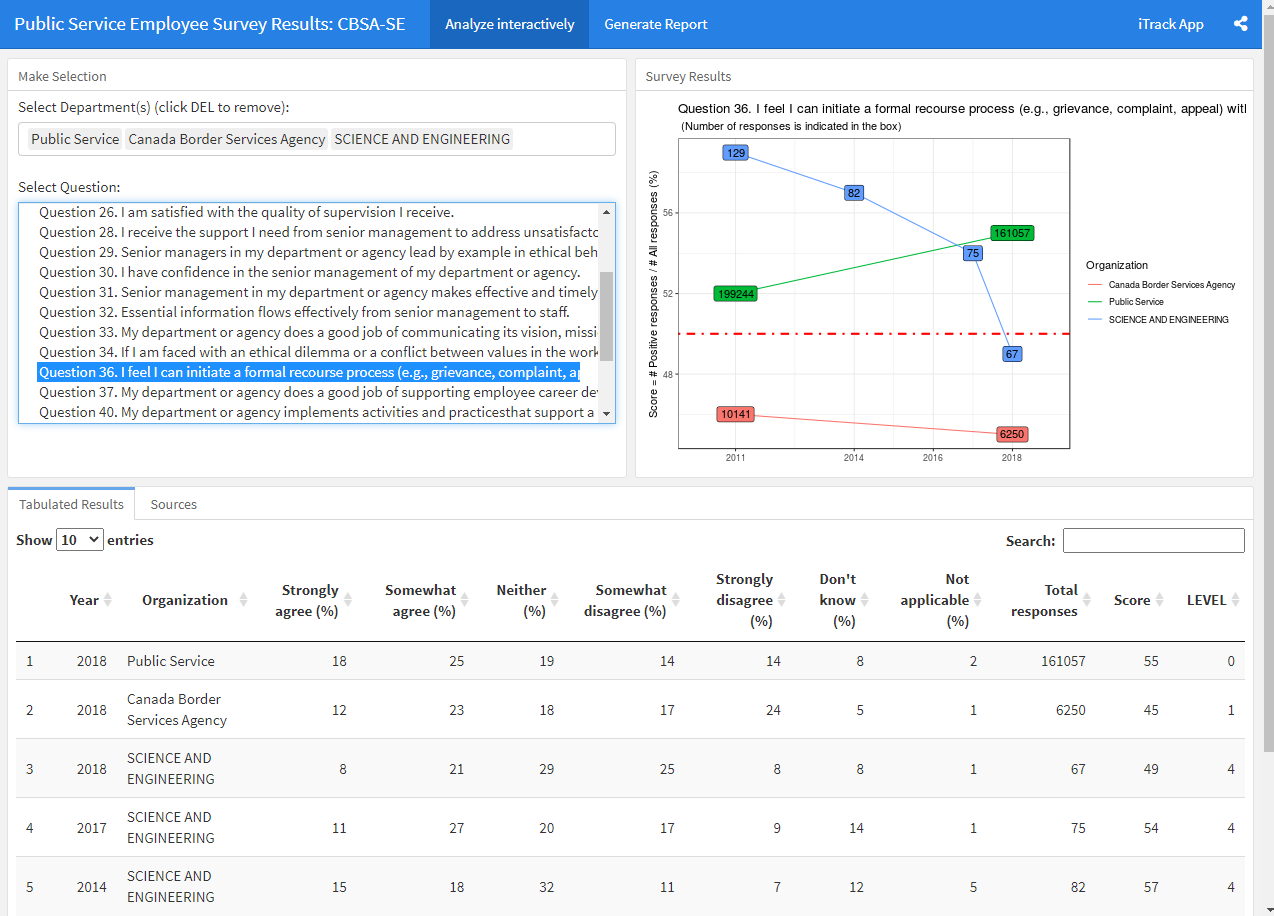 Public Service Employee Survey Results: CBSA-SE
Analyze interactively
Generate Report
iTrack App
Make Selection
Select Department(s) (click DEL to remove):
Public Service Canada Border Services Agency SCIENCE AND ENGINEERING
Select Question:
Question 26. I am satisfied with the quality of supervision I receive.
Question 28. I receive the support I need from senior management to address unsatisfacto
Question 29. Senior managers in my department or agency lead by example in ethical beh
Question 30. I have confidence in the senior management of my department or agency.
Question 31. Senior management in my department or agency makes effective and timely
Question 32. Essential information flows effectively from senior management to staff.
Question 33. My department or agency does a good job of communicating its vision, missi
Question 34. If I am faced with an ethical dilemma or a conflict between values in the work
Question 36. I feel I can initiate a formal recourse process (e.g., grievance, complaint, ap
Question 37. My department or agency does a good job of supporting employee career de
Question 40. My department or agency implements activities and practicesthat support a
Survey Results
Question 36. I feel I can initiate a formal recourse process (e.g., grievance, complaint, appeal) with
(Number of responses is indicated in the box)
Score = # Positive responses / # All responses (%)
129
82
56
161057
75
199244
52
67
48
10141
6250
2011 2014 2016 2018
Organization
Canada Border Services Agency
Public Service
SCIENCE AND ENGINEERING
Tabulated Results
Sources
Show 10 entries
Search:
Year Organization Strongly agree (%) Somewhat agree (%) Neither (%) Somewhat disagree (%) Strongly disagree (%) Don't know (%) Not applicable (%) Total responses Score LEVEL
1 2018 Public Service 18 25 19 14 14 8 2 161057 55 0
2 2018 Canada Border Services Agency 12 23 18 17 24 5 1 6250 45 1
3 2018 SCIENCE AND ENGINEERING 8 21 29 25 8 8 1 67 49 4
4 2017 SCIENCE AND ENGINEERING 11 27 20 17 9 14 1 75 54 4
5 2014 SCIENCE AND ENGINEERING 15 18 32 11 7 12 5 82 57 4